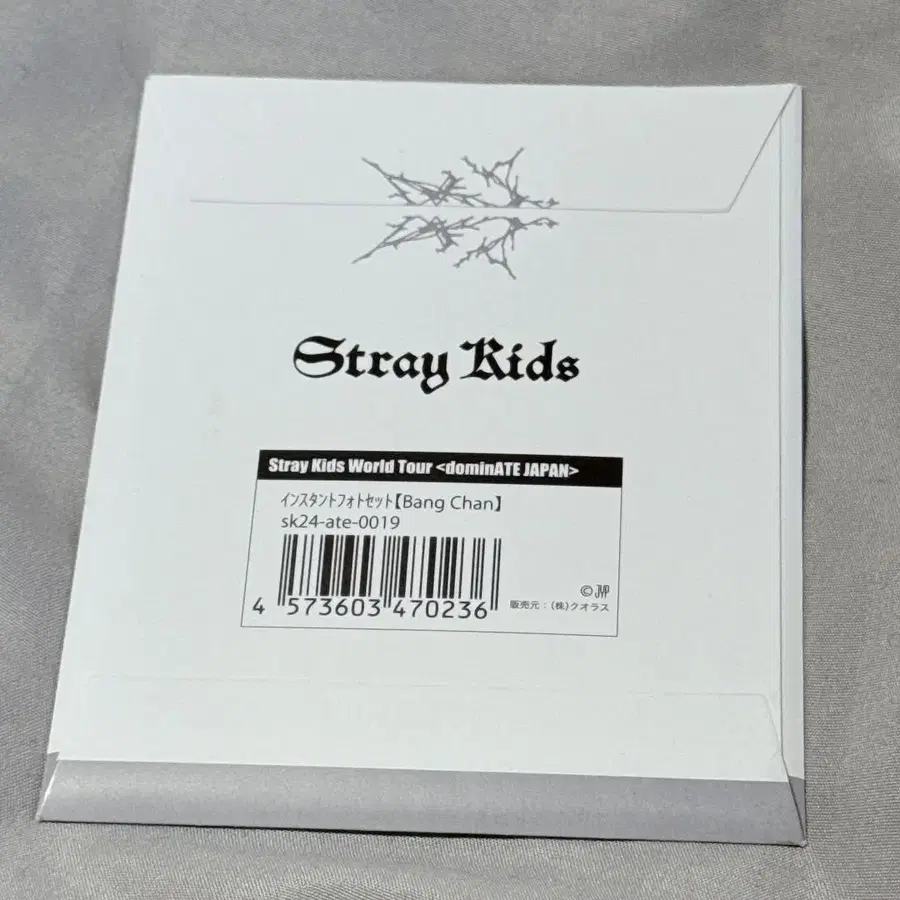 Stray Kids
Stray Kids World Tour <dominATE JAPAN>
ｲﾝｽﾀﾝﾄﾌｫﾄｾｯﾄ【Bang Chan】
sk24-ate-0019
4 573603 470236
© JYP
販売元：(株)クオラス